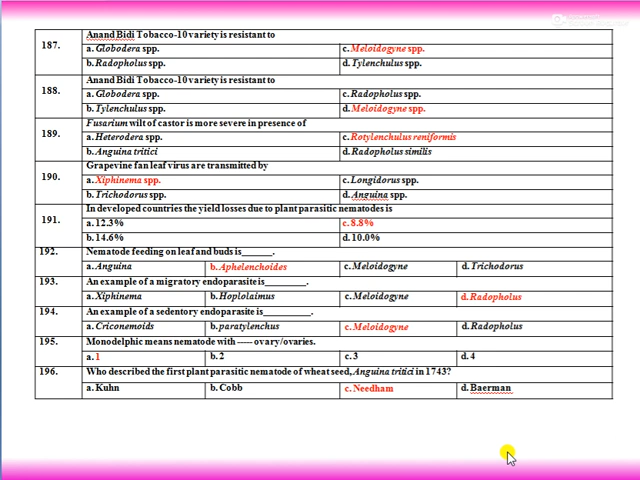 187. Anand Bidi Tobacco-10 variety is resistant to
a. Globodera spp. c. Meloidogyne spp.
b. Radopholus spp. d. Tylenchulus spp.
188. Anand Bidi Tobacco-10 variety is resistant to
a. Globodera spp. c. Radopholus spp.
b. Tylenchulus spp. d. Meloidogyne spp.
189. Fusarium wilt of castor is more severe in presence of
a. Heterodera spp. c. Rotylenchulus reniformis
b. Anguina tritici d. Radopholus similis
190. Grapevine fan leaf virus are transmitted by
a. Xiphinema spp. c. Longidorus spp.
b. Trichodorus spp. d. Anguina spp.
191. In developed countries the yield losses due to plant parasitic nematodes is
a. 12.3% c. 8.8%
b. 14.6% d. 10.0%
192. Nematode feeding on leaf and buds is______.
a. Anguina b. Aphelenchoides c. Meloidogyne d. Trichodorus
193. An example of a migratory endoparasite is________.
a. Xiphinema b. Hoplolaimus c. Meloidogyne d. Radopholus
194. An example of a sedentory endoparasite is_________.
a. Criconemoids b. paratylenchus c. Meloidogyne d. Radopholus
195. Monodelphic means nematode with ----- ovary/ovaries.
a. 1 b. 2 c. 3 d. 4
196. Who described the first plant parasitic nematode of wheat seed, Anguina tritici in 1743?
a. Kuhn b. Cobb c. Needham d. Baerman